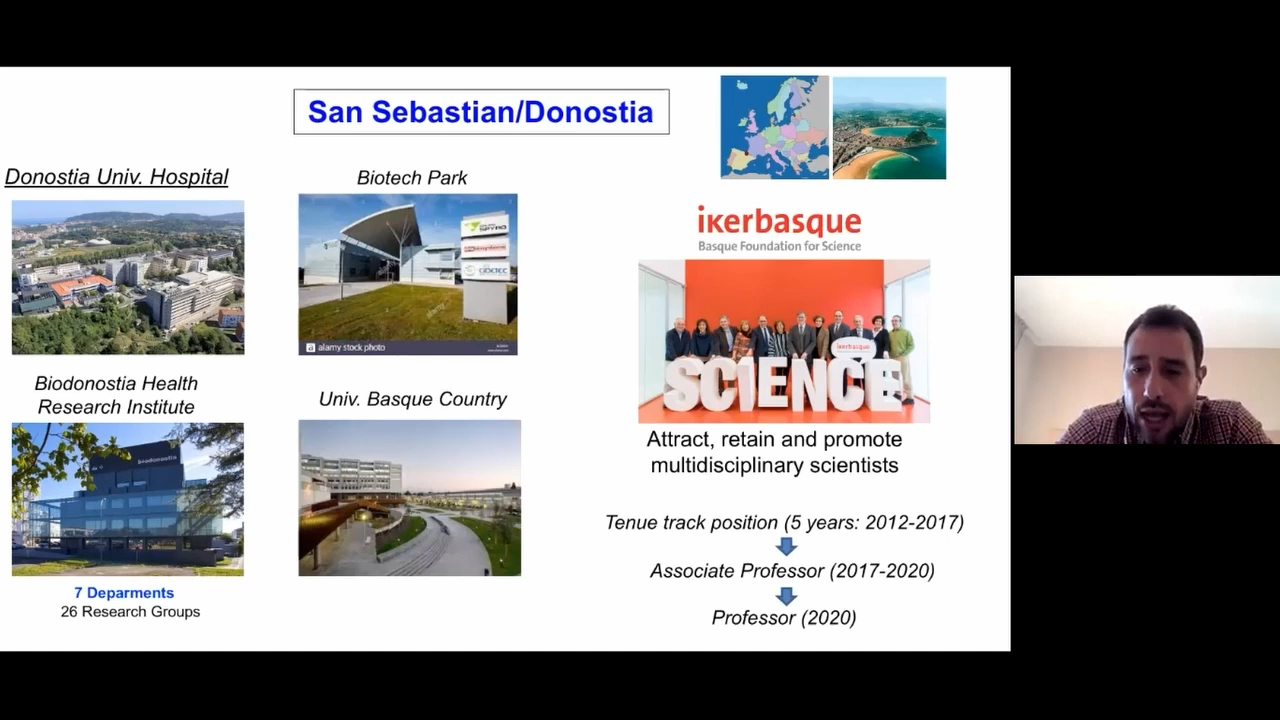 San Sebastian/Donostia
Donostia Univ. Hospital
Biotech Park
alamy stock photo
Biodonostia Health
Research Institute
biodonostia
7 Deparments
26 Research Groups
Univ. Basque Country
ikerbasque
Basque Foundation for Science
ikerbasque
SCIENCE
Attract, retain and promote
multidisciplinary scientists
Tenue track position (5 years: 2012-2017)
Associate Professor (2017-2020)
Professor (2020)